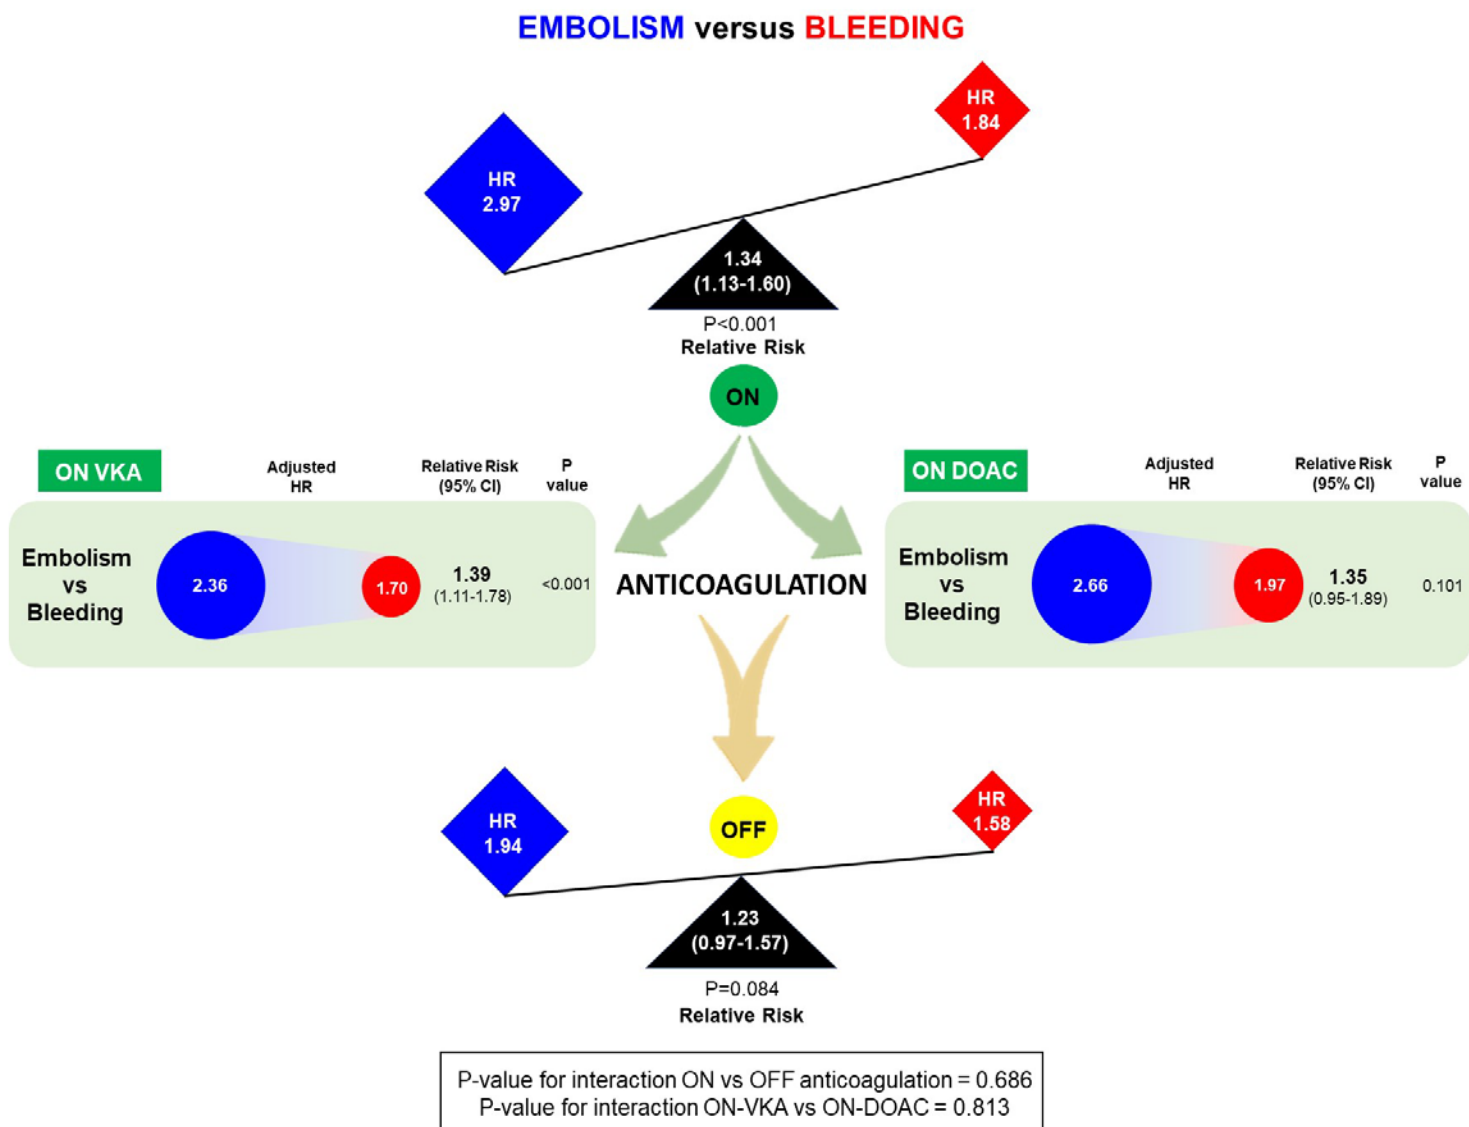 EMBOLISM versus BLEEDING
HR
1.84
HR
2.97
1.34
(1.13-1.60)
P<0.001
Relative Risk
ON
ON VKA
Adjusted
HR
Relative Risk
(95% CI)
P
value
Embolism
vs
Bleeding
2.36
1.70
1.39
(1.11-1.78)
<0.001
ANTICOAGULATION
ON DOAC
Adjusted
HR
Relative Risk
(95% CI)
P
value
Embolism
vs
Bleeding
2.66
1.97
1.35
(0.95-1.89)
0.101
HR
1.94
OFF
HR
1.58
1.23
(0.97-1.57)
P=0.084
Relative Risk
P-value for interaction ON vs OFF anticoagulation = 0.686
P-value for interaction ON-VKA vs ON-DOAC = 0.813